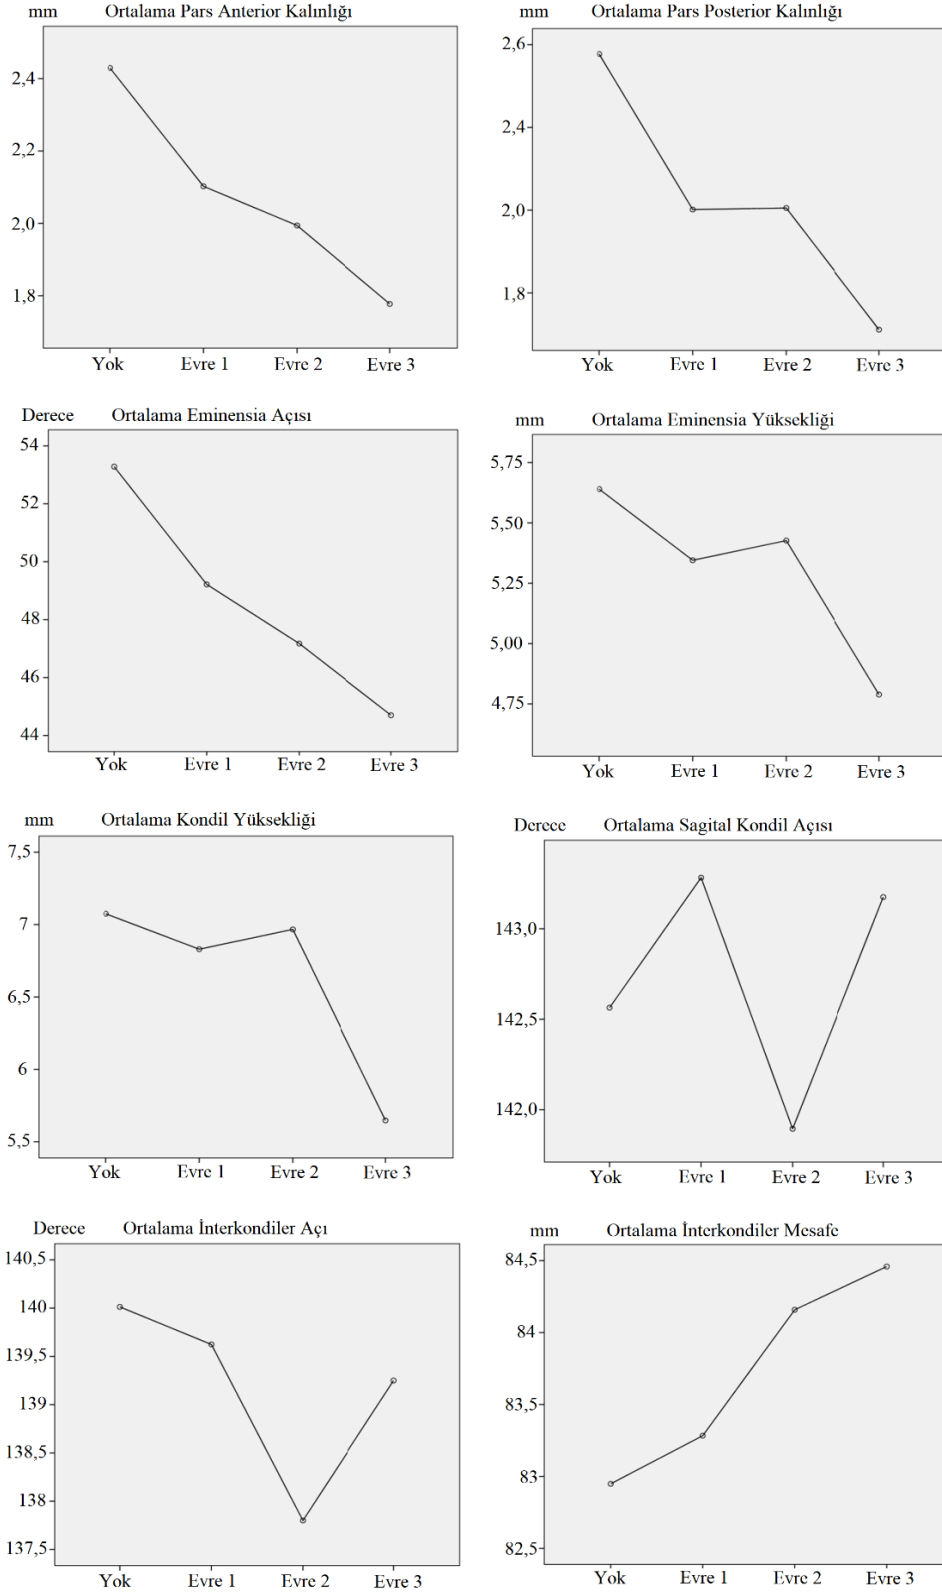 mm Ortalama Pars Anterior Kalınlığı
2,4
2,2
2,0
1,8
Yok Evre 1 Evre 2 Evre 3
mm Ortalama Pars Posterior Kalınlığı
2,6
2,4
2,0
1,8
Yok Evre 1 Evre 2 Evre 3
Derece Ortalama Eminensia Açısı
54
52
50
48
46
44
Yok Evre 1 Evre 2 Evre 3
mm Ortalama Eminensia Yüksekliği
5,75
5,50
5,25
5,00
4,75
Yok Evre 1 Evre 2 Evre 3
mm Ortalama Kondil Yüksekliği
7,5
7
6,5
6
5,5
Yok Evre 1 Evre 2 Evre 3
Derece Ortalama Sagital Kondil Açısı
143,0
142,5
142,0
Yok Evre 1 Evre 2 Evre 3
Derece Ortalama İnterkondiler Açı
140,5
140
139,5
139
138,5
138
137,5
Yok Evre 1 Evre 2 Evre 3
mm Ortalama İnterkondiler Mesafe
84,5
84
83,5
83
82,5
Yok Evre 1 Evre 2 Evre 3